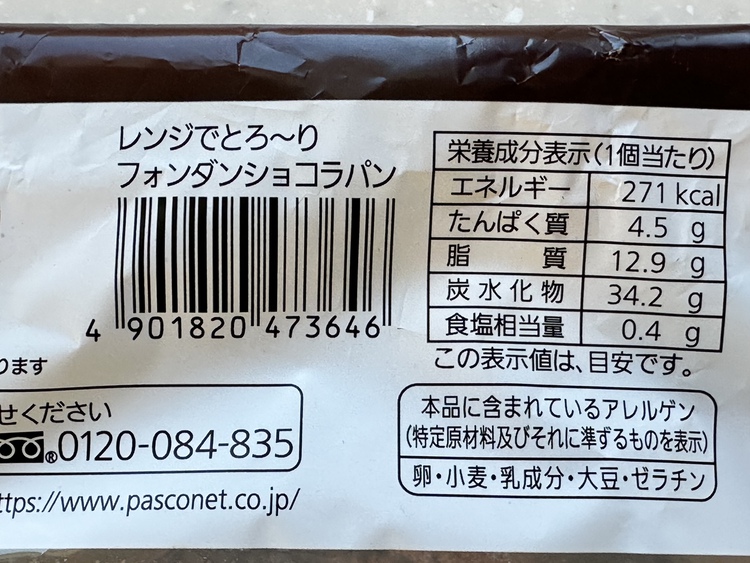 レンジでとろ〜り
フォンダンショコラパン
4 901820 473646
栄養成分表示(1個当たり)
エネルギー 271 kcal
たんぱく質 4.5 g
脂質 12.9 g
炭水化物 34.2 g
食塩相当量 0.4 g
この表示値は、目安です。
ります
せください
®0120-084-835
ttps://www.pasconet.co.jp/
本品に含まれているアレルゲン
(特定原材料及びそれに準ずるものを表示)
卵・小麦・乳成分・大豆・ゼラチン